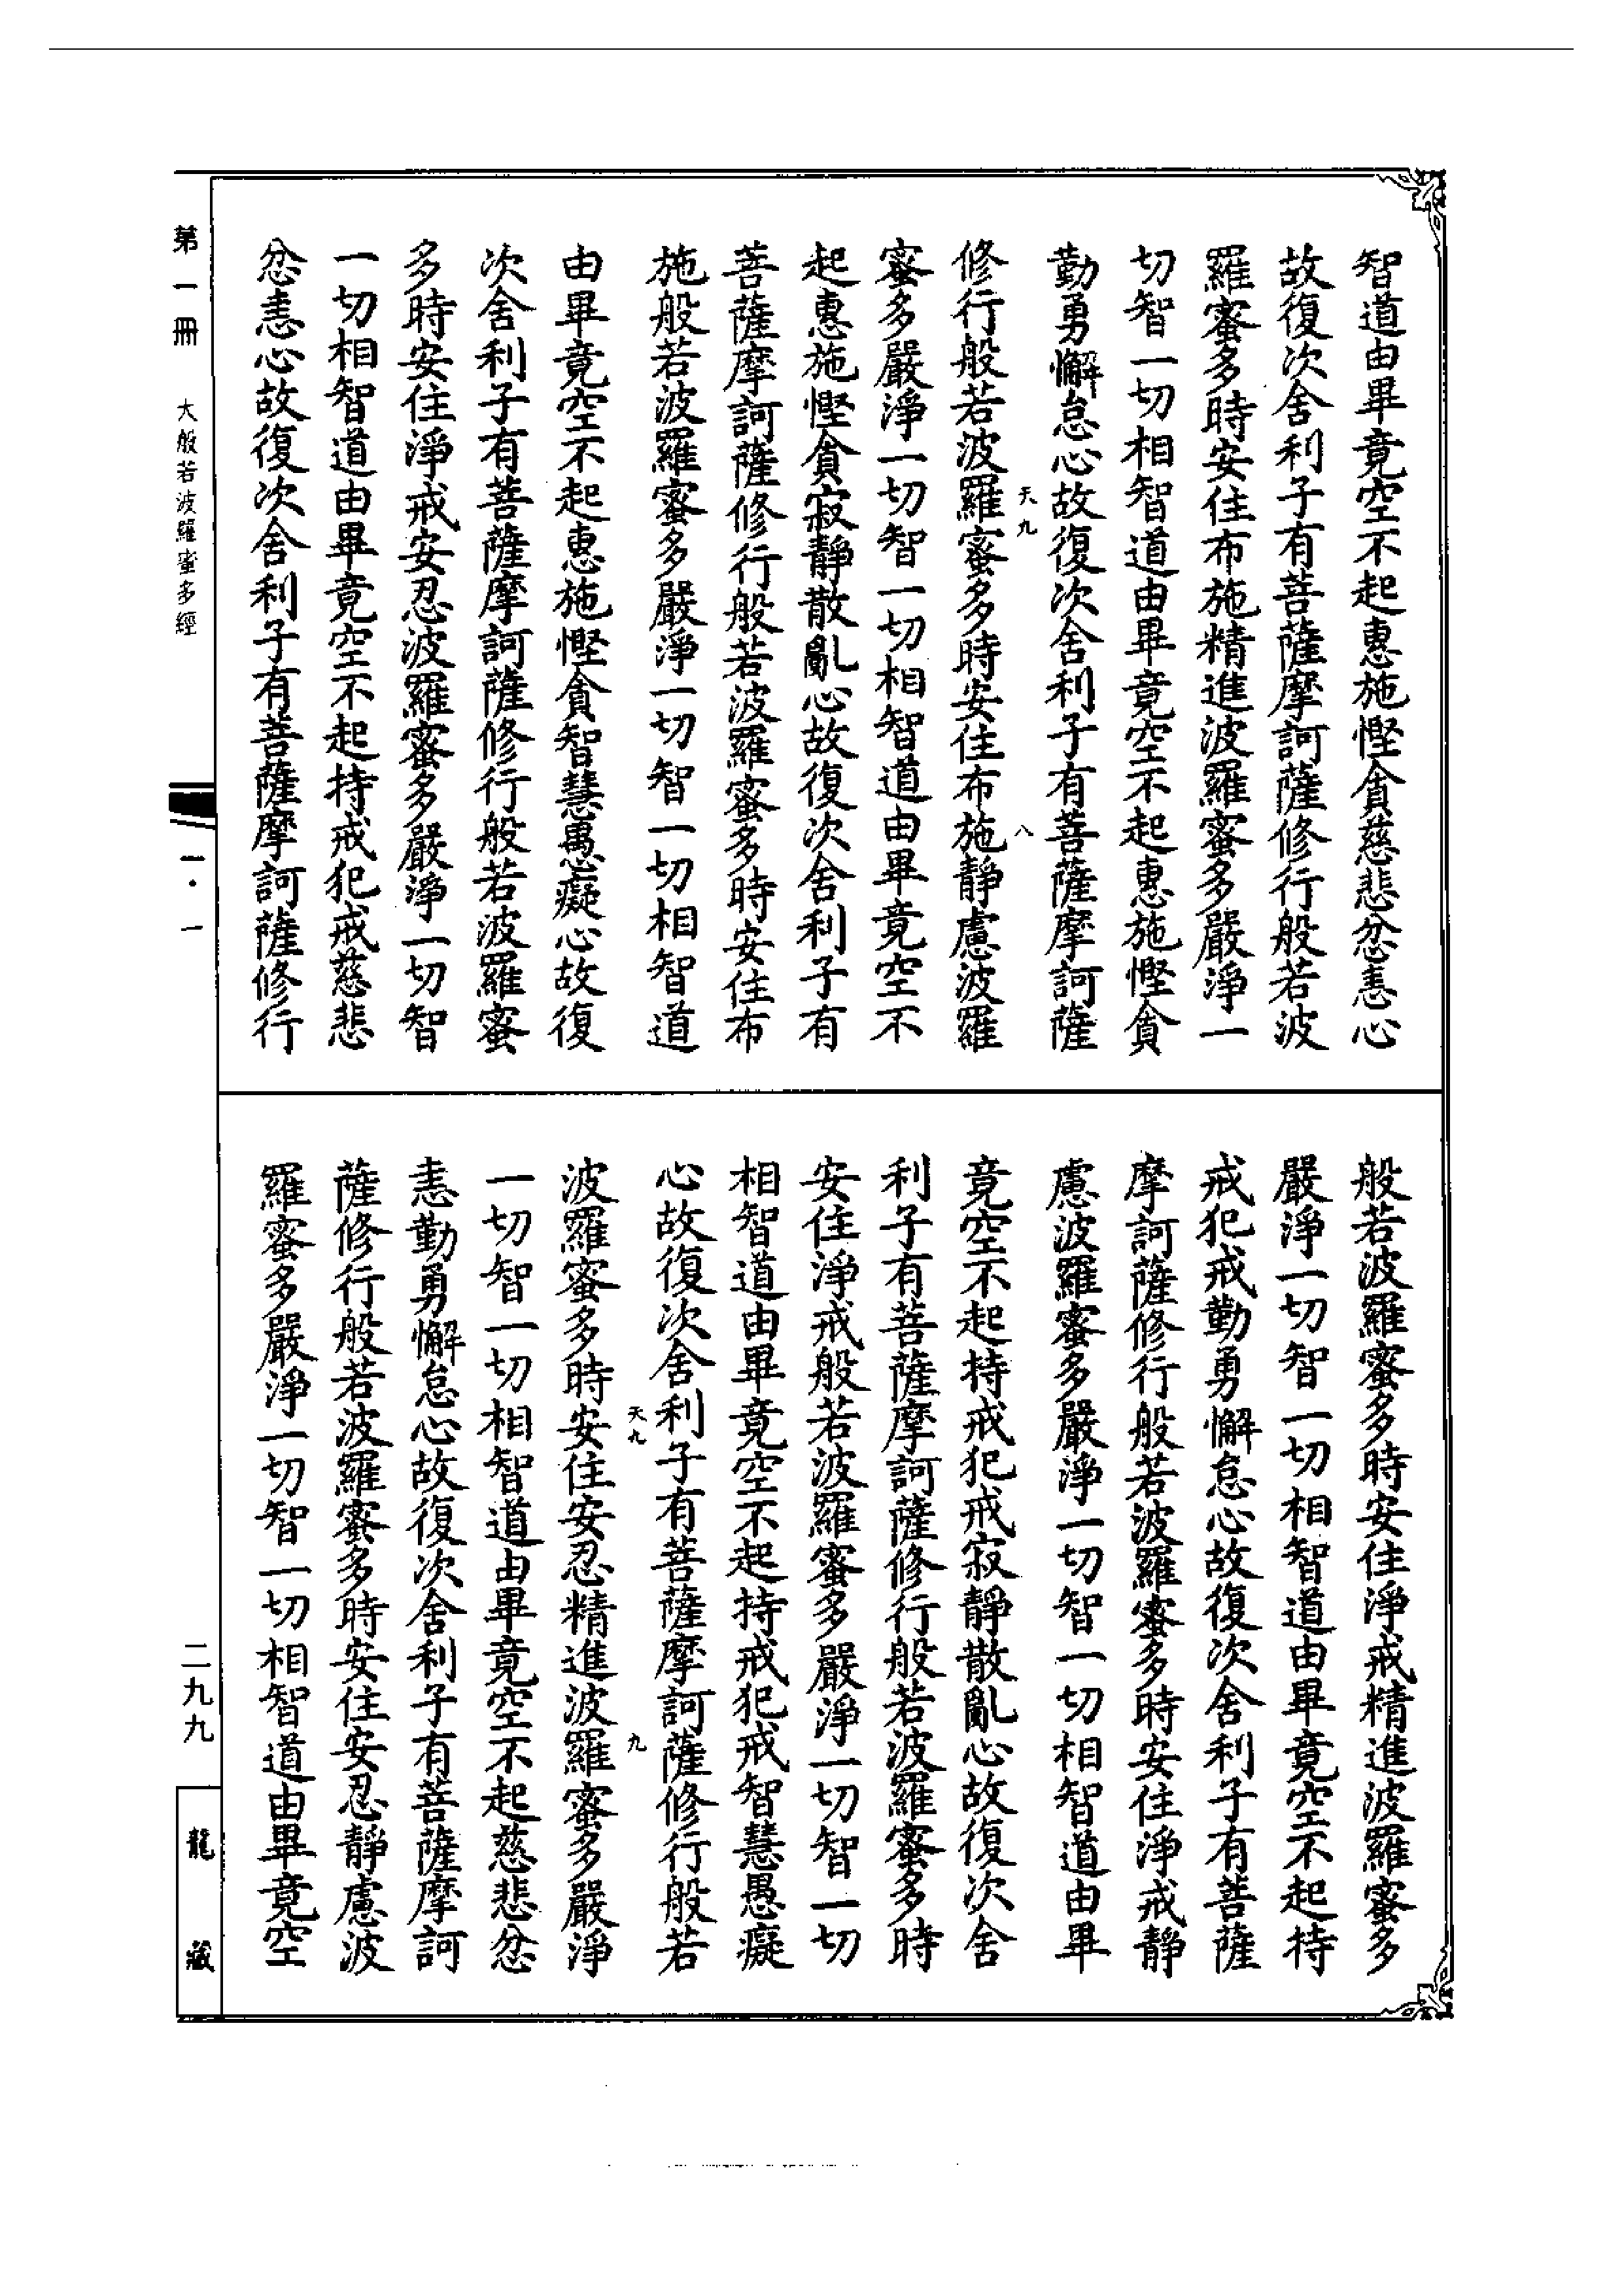 智道由畢竟空不起惠施慳貪慈悲忿恚心
故復次舍利子有菩薩摩訶薩修行般若波
羅蜜多時安住布施精進波羅蜜多嚴淨一
切智一切相智道由畢竟空不起惠施慳貪
勤勇懈怠心故復次舍利子有菩薩摩訶薩
天九 八
修行般若波羅蜜多時安住布施靜慮波羅
蜜多嚴淨一切智一切相智道由畢竟空不
起惠施慳貪寂靜散亂心故復次舍利子有
菩薩摩訶薩修行般若波羅蜜多時安住布
施般若波羅蜜多嚴淨一切智一切相智道
由畢竟空不起惠施慳貪智慧愚癡心故復
次舍利子有菩薩摩訶薩修行般若波羅蜜
多時安住淨戒安忍波羅蜜多嚴淨一切智
一切相智道由畢竟空不起持戒犯戒慈悲
忿恚心故復次舍利子有菩薩摩訶薩修行
般若波羅蜜多時安住淨戒精進波羅蜜多
嚴淨一切智一切相智道由畢竟空不起持
戒犯戒勤勇懈怠心故復次舍利子有菩薩
摩訶薩修行般若波羅蜜多時安住淨戒靜
慮波羅蜜多嚴淨一切智一切相智道由畢
竟空不起持戒犯戒寂靜散亂心故復次舍
利子有菩薩摩訶薩修行般若波羅蜜多時
安住淨戒般若波羅蜜多嚴淨一切智一切
相智道由畢竟空不起持戒犯戒智慧愚癡
心故復次舍利子有菩薩摩訶薩修行般若
天九 九
波羅蜜多時安住安忍精進波羅蜜多嚴淨
一切智一切相智道由畢竟空不起慈悲忿
恚勤勇懈怠心故復次舍利子有菩薩摩訶
薩修行般若波羅蜜多時安住安忍靜慮波
羅蜜多嚴淨一切智一切相智道由畢竟空
第一冊 大般若波羅蜜多經
一·一
二九九
龍藏